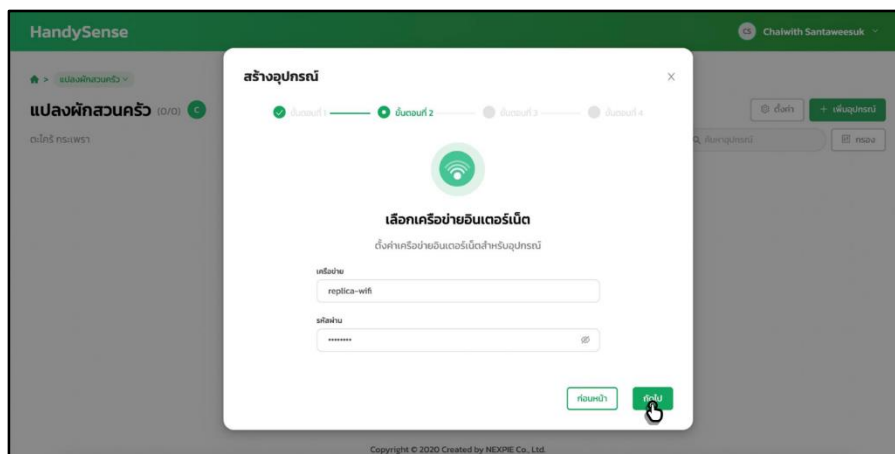 HandySense
CS Chaiwith Santaweesuk
สร้างอุปกรณ์
แปลงผักสวนครัว
แปลงผักสวนครัว (0/0) C
ขั้นตอนที่ 1 ขั้นตอนที่ 2 ขั้นตอนที่ 3 ขั้นตอนที่ 4
ตั้งค่า + เพิ่มอุปกรณ์
ตะไคร้ กระเพรา
ค้นหาอุปกรณ์ กรอง
เลือกเครือข่ายอินเตอร์เน็ต
ตั้งค่าเครือข่ายอินเตอร์เน็ตสำหรับอุปกรณ์
เครือข่าย
replica-wifi
รหัสผ่าน
••••••••
ก่อนหน้า ถัดไป
Copyright © 2020 Created by NEXPIE Co., Ltd.